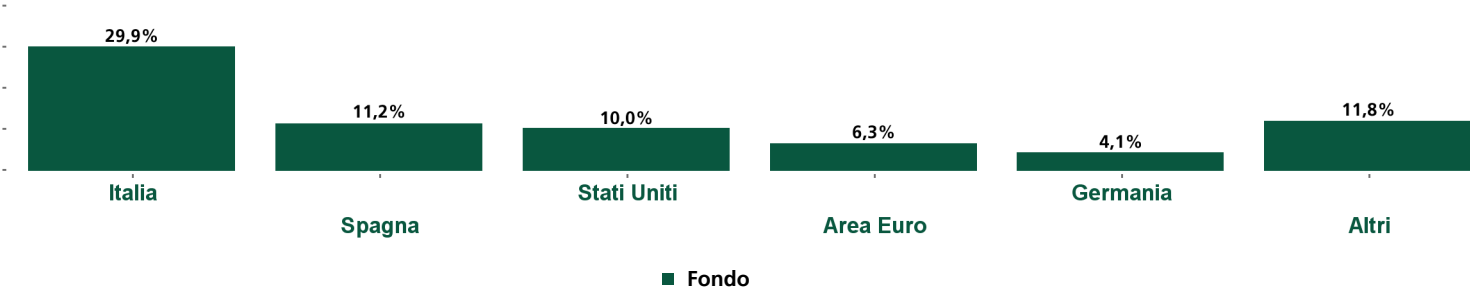 29,9%
11,2%
10,0%
6,3%
4,1%
11,8%
Italia
Spagna
Stati Uniti
Area Euro
Germania
Altri
Fondo